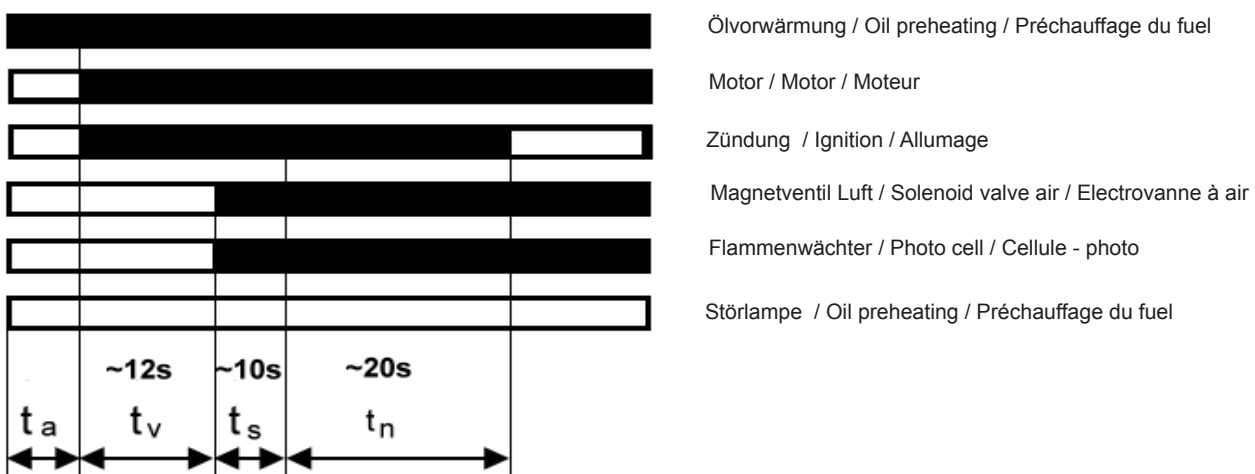 Ölvorwärmung / Oil preheating / Préchauffage du fuel
Motor / Motor / Moteur
Zündung / Ignition / Allumage
Magnetventil Luft / Solenoid valve air / Electrovanne à air
Flammenwächter / Photo cell / Cellule - photo
Störlampe / Oil preheating / Préchauffage du fuel
~12s ~10s ~20s
ta tv ts tn